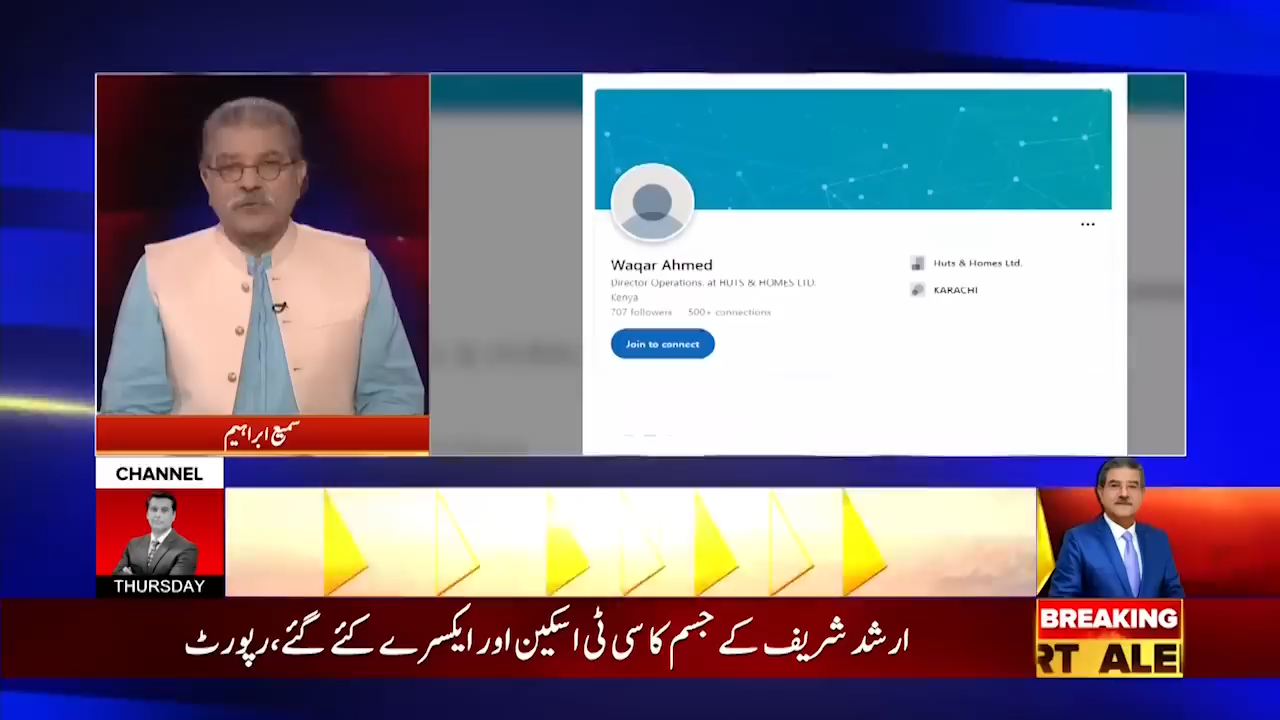 Waqar Ahmed
Director Operations. at HUTS & HOMES LTD.
Kenya
707 followers 500+ connections
Join to connect
Huts & Homes Ltd.
KARACHI
سمیع ابراہیم
CHANNEL
THURSDAY
BREAKING
RT ALE
ارشد شریف کے جسم کا سی ٹی اسکین اور ایکسرے کئے گئے، رپورٹ